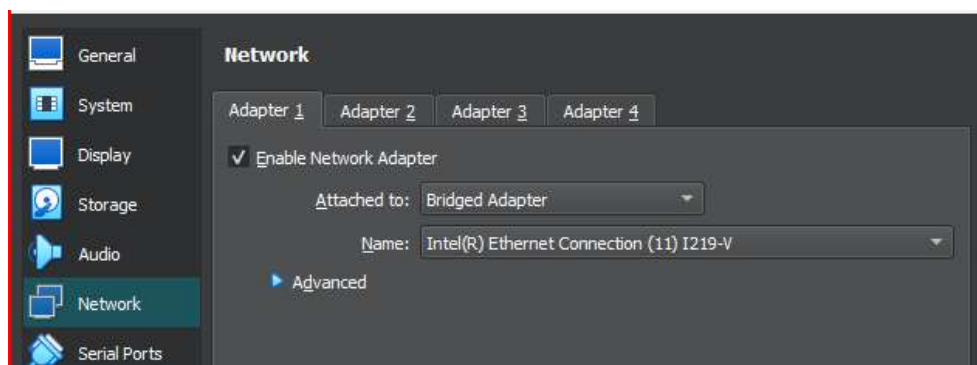 General
System
Display
Storage
Audio
Network
Serial Ports
Network
Adapter 1 Adapter 2 Adapter 3 Adapter 4
Enable Network Adapter
Attached to: Bridged Adapter
Name: Intel(R) Ethernet Connection (11) I219-V
Advanced